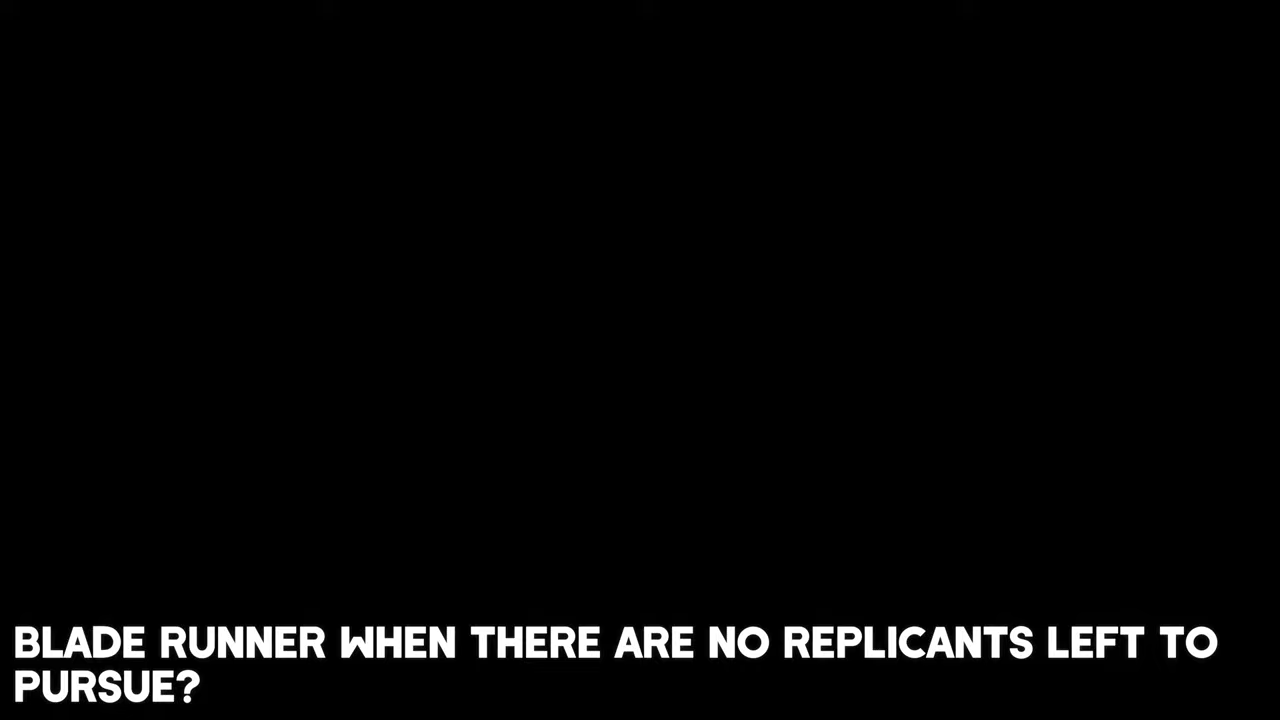 BLADE RUNNER WHEN THERE ARE NO REPLICANTS LEFT TO
PURSUE?